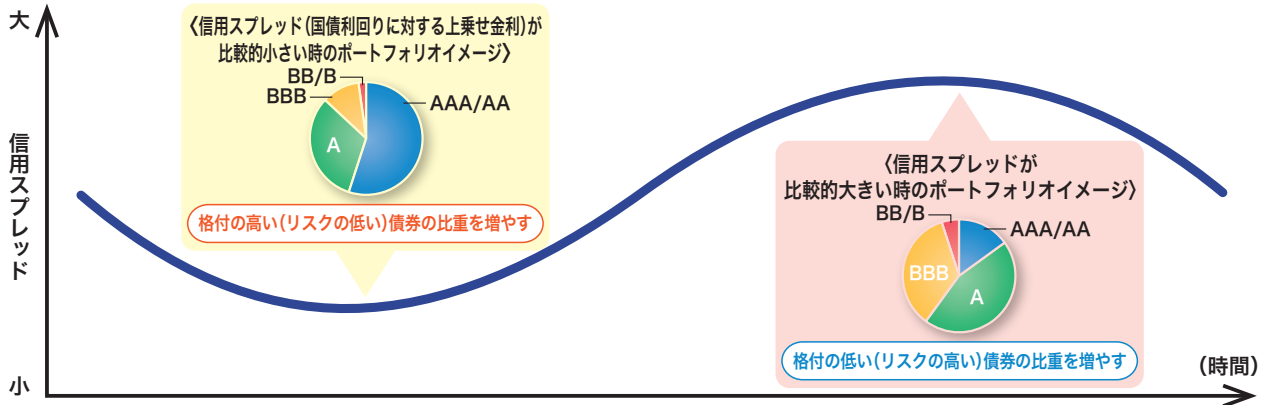 大
信用スプレッド
小
〈信用スプレッド(国債利回りに対する上乗せ金利)が
比較的小さい時のポートフォリオイメージ〉
BB/B
BBB
AAA/AA
A
格付の高い(リスクの低い)債券の比重を増やす
〈信用スプレッドが
比較的大きい時のポートフォリオイメージ〉
BB/B
AAA/AA
BBB
A
格付の低い(リスクの高い)債券の比重を増やす
(時間)